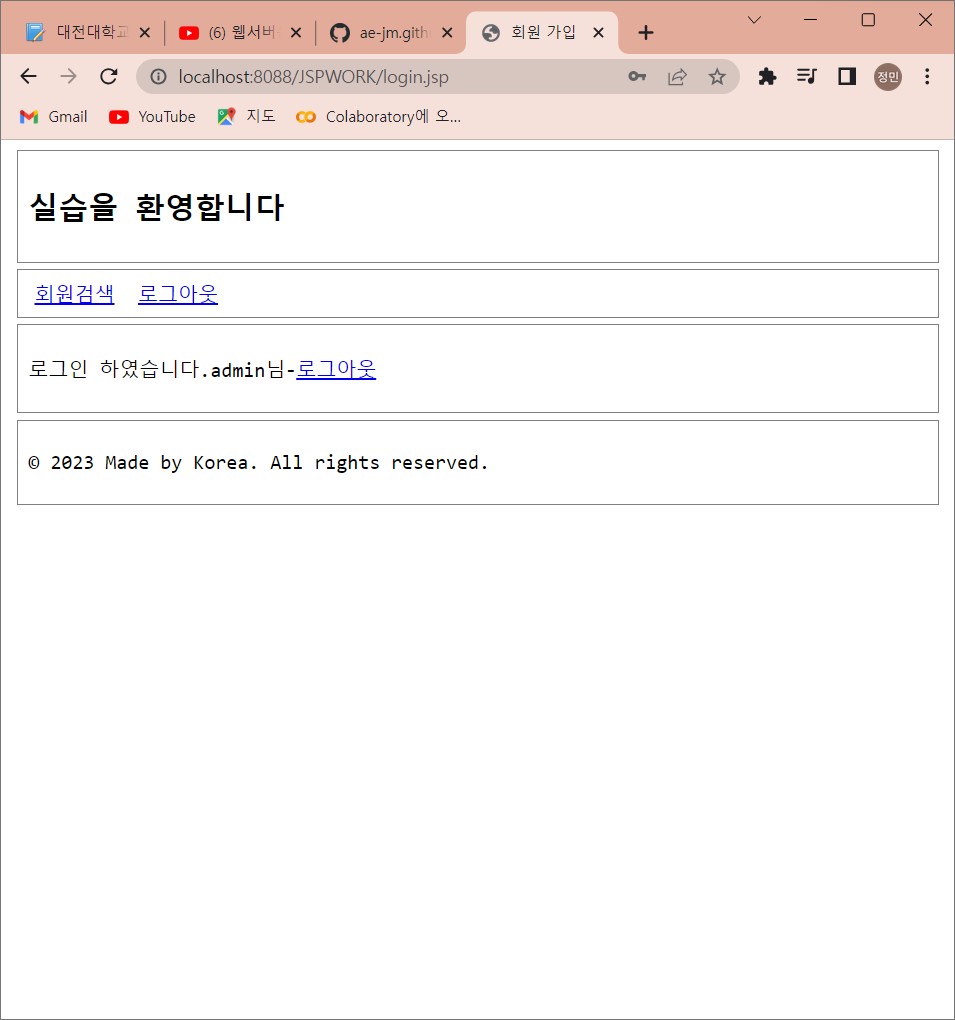 대전대학교
(6) 웹서버
ae-jm.gith
회원 가입
localhost:8088/JSPWORK/login.jsp
정민
Gmail
YouTube
지도
Colaboratory에 오...
실습을 환영합니다
회원검색 로그아웃
로그인 하였습니다.admin님-로그아웃
© 2023 Made by Korea. All rights reserved.